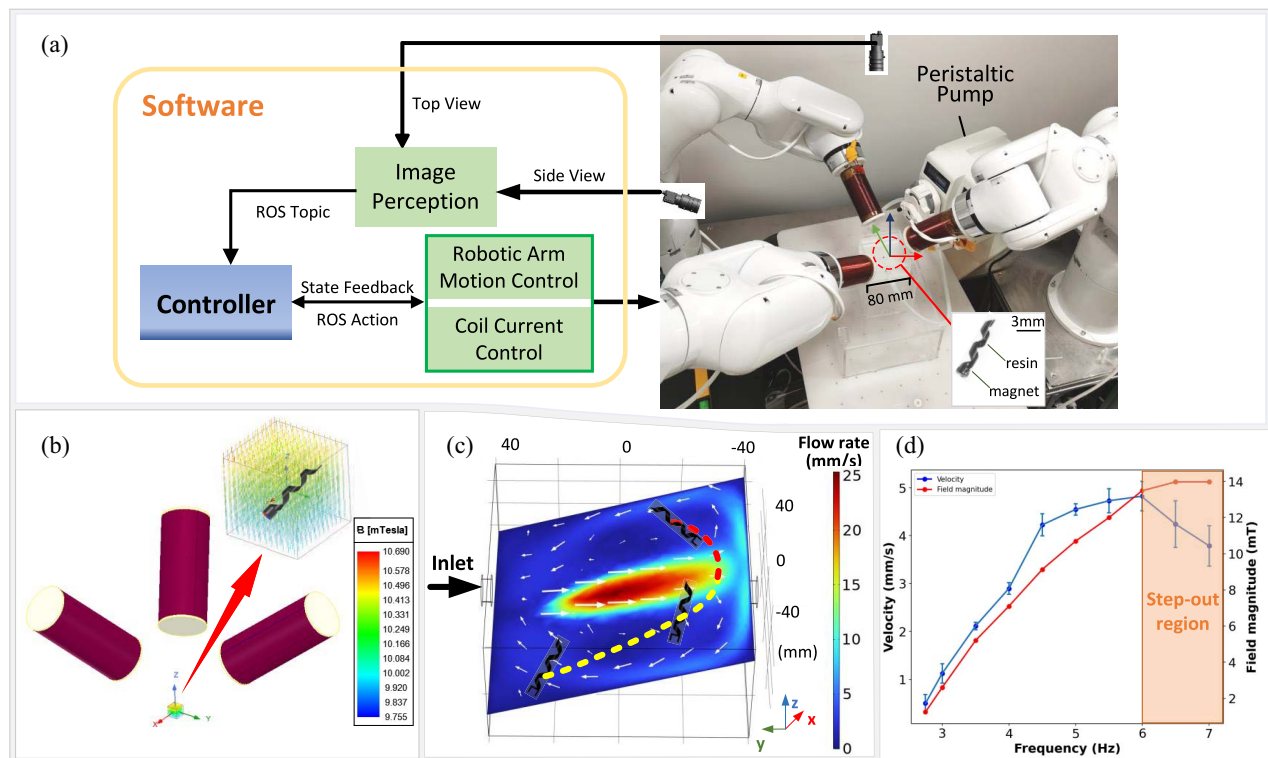 (a)
Software
Top View
Image
Perception
Side View
ROS Topic
Controller
State Feedback
ROS Action
Robotic Arm
Motion Control
Coil Current
Control
Peristaltic
Pump
80 mm
3mm
resin
magnet
(b)
z
x
Y
Z
X
B [mTesla]
10.690
10.578
10.496
10.413
10.331
10.249
10.166
10.084
10.002
9.920
9.837
9.755
(c)
40
0
-40
Inlet
40
0
-40
(mm)
z
x
y
Flow rate
(mm/s)
25
20
15
10
5
0
(d)
Velocity
Field magnitude
Velocity (mm/s)
5
4
3
2
1
3
4
5
6
7
Frequency (Hz)
Step-out
region
14
12
10
8
6
4
2
Field magnitude (mT)